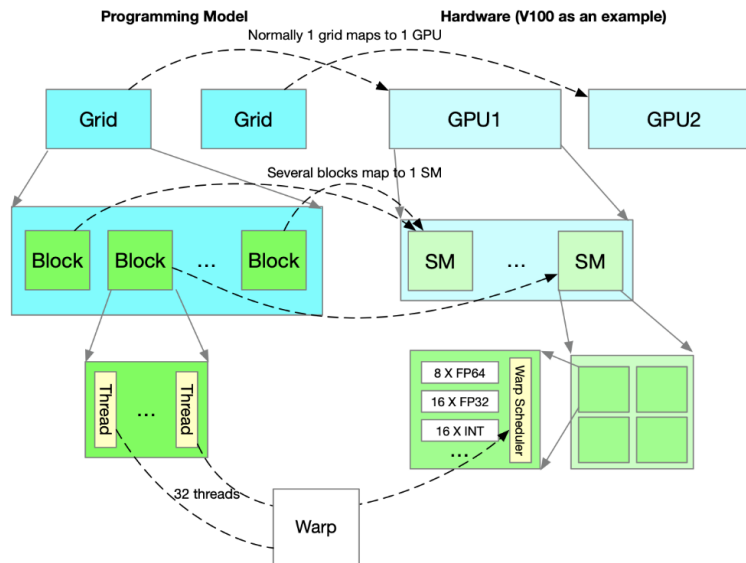 Programming Model
Hardware (V100 as an example)
Normally 1 grid maps to 1 GPU
Grid
Grid
GPU1
GPU2
Several blocks map to 1 SM
Block
Block
...
Block
SM
...
SM
Thread
...
Thread
8 X FP64
16 X FP32
16 X INT
...
Warp Scheduler
32 threads
Warp